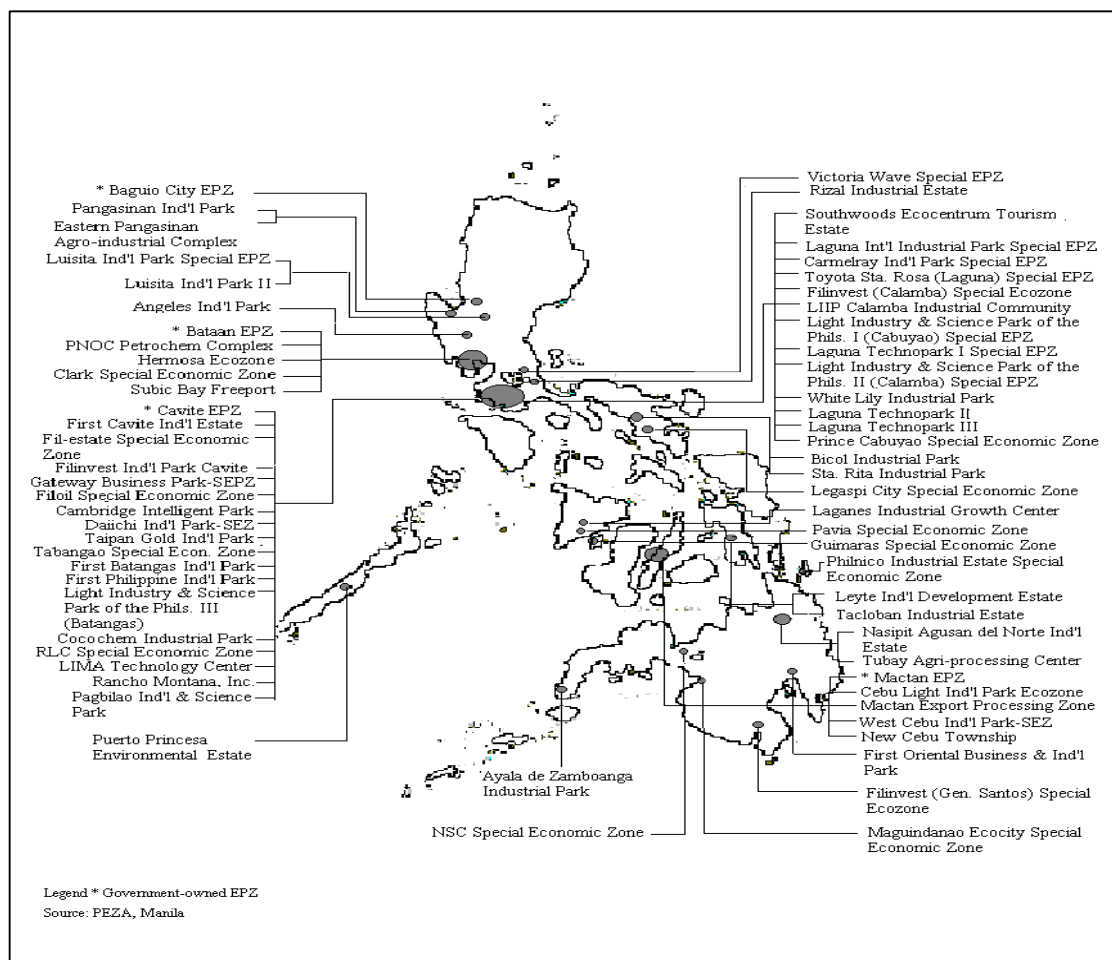 * Baguio City EPZ
Pangasinan Ind'l Park
Eastern Pangasinan
Agro-industrial Complex
Luisita Ind'l Park Special EPZ
Luisita Ind'l Park II
Angeles Ind'l Park
* Bataan EPZ
PNOC Petrochem Complex
Hermosa Ecozone
Clark Special Economic Zone
Subic Bay Freeport
* Cavite EPZ
First Cavite Ind'l Estate
Fil-estate Special Economic
Zone
Filinvest Ind'l Park Cavite
Gateway Business Park-SEPZ
Filoil Special Economic Zone
Cambridge Intelligent Park
Daiichi Ind'l Park-SEZ
Taipan Gold Ind'l Park
Tabangao Special Econ. Zone
First Batangas Ind'l Park
First Philippine Ind'l Park
Light Industry & Science
Park of the Phils. III
(Batangas)
Cocochem Industrial Park
RLC Special Economic Zone
LIMA Technology Center
Rancho Montana, Inc.
Pagbilao Ind'l & Science
Park
Puerto Princesa
Environmental Estate
Victoria Wave Special EPZ
Rizal Industrial Estate
Southwoods Ecocentrum Tourism
Estate
Laguna Int'l Industrial Park Special EPZ
Carmelray Ind'l Park Special EPZ
Toyota Sta. Rosa (Laguna) Special EPZ
Filinvest (Calamba) Special Ecozone
LIIP Calamba Industrial Community
Light Industry & Science Park of the
Phils. I (Cabuyao) Special EPZ
Laguna Technopark I Special EPZ
Light Industry & Science Park of the
Phils. II (Calamba) Special EPZ
White Lily Industrial Park
Laguna Technopark II
Laguna Technopark III
Prince Cabuyao Special Economic Zone
Bicol Industrial Park
Sta. Rita Industrial Park
Legaspi City Special Economic Zone
Laganes Industrial Growth Center
Pavia Special Economic Zone
Guimaras Special Economic Zone
Philnico Industrial Estate Special
Economic Zone
Leyte Ind'l Development Estate
Tacloban Industrial Estate
Nasipit Agusan del Norte Ind'l
Estate
Tubay Agri-processing Center
* Mactan EPZ
Cebu Light Ind'l Park Ecozone
Mactan Export Processing Zone
West Cebu Ind'l Park-SEZ
New Cebu Township
First Oriental Business & Ind'l
Park
Filinvest (Gen. Santos) Special
Ecozone
Maguindanao Ecocity Special
Economic Zone
Ayala de Zamboanga
Industrial Park
NSC Special Economic Zone
Legend * Government-owned EPZ
Source: PEZA, Manila